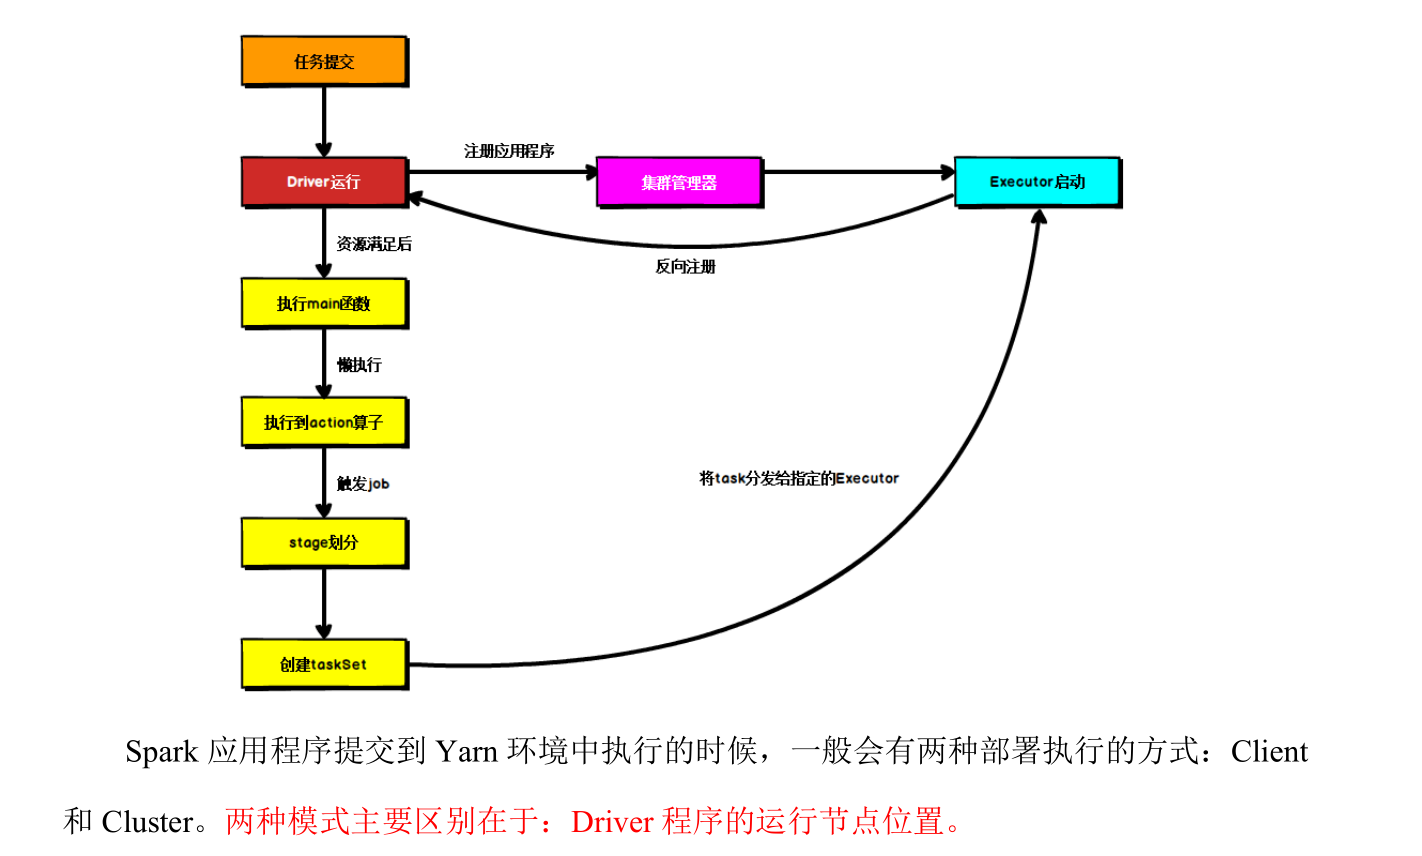 任务提交
注册应用程序
Driver运行
集群管理器
Executor启动
资源满足后
反向注册
执行main函数
懒执行
执行到action算子
将task分发给指定的Executor
触发job
stage划分
创建taskSet
Spark 应用程序提交到 Yarn 环境中执行的时候，一般会有两种部署执行的方式：Client
和 Cluster。两种模式主要区别在于：Driver 程序的运行节点位置。